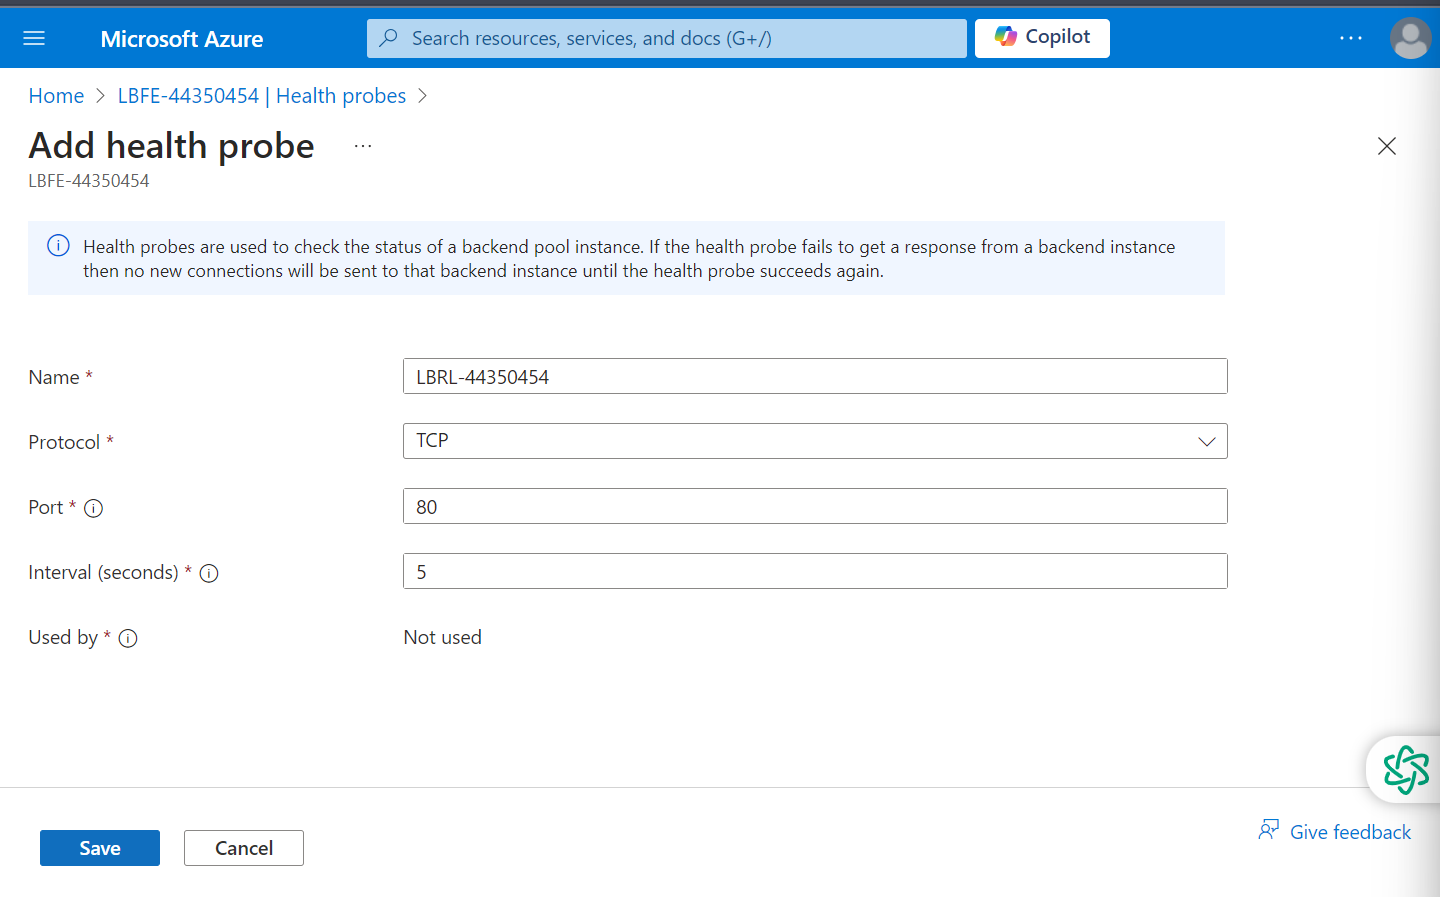 Microsoft Azure
Search resources, services, and docs (G+/)
Copilot
Home > LBFE-44350454 | Health probes >
Add health probe ...
LBFE-44350454
Health probes are used to check the status of a backend pool instance. If the health probe fails to get a response from a backend instance
then no new connections will be sent to that backend instance until the health probe succeeds again.
Name *
LBRL-44350454
Protocol *
TCP
Port *
80
Interval (seconds) *
5
Used by *
Not used
Save
Cancel
Give feedback